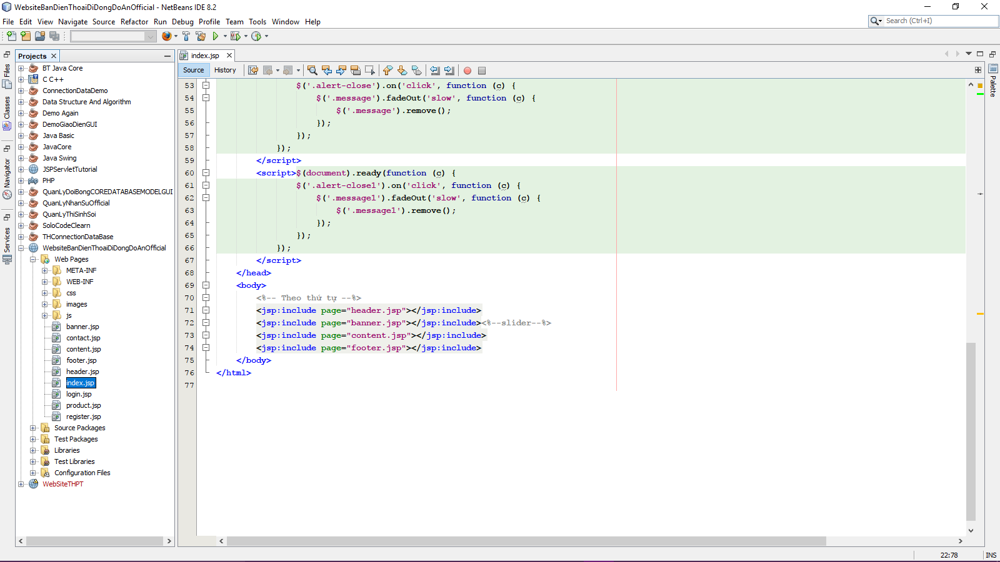 WebsiteBanDienThoaiDiDongDoAnOfficial - NetBeans IDE 8.2
File Edit View Navigate Source Refactor Run Debug Profile Team Tools Window Help
Search (Ctrl+I)
Files
Classes
Navigator
Services
Projects
BT Java Core
C C++
ConnectionDataDemo
Data Structure And Algorithm
Demo Again
DemoGiaoDienGUI
Java Basic
JavaCore
Java Swing
JSPServletTutorial
php PHP
QuanLyDoiBongCOREDATABASEMODELGUI
QuanLyNhanSuOfficial
QuanLyThiSinhSoi
SoloCodeClearn
THConnectionDataBase
WebsiteBanDienThoaiDiDongDoAnOfficial
Web Pages
META-INF
WEB-INF
css
images
js
banner.jsp
contact.jsp
content.jsp
footer.jsp
header.jsp
index.jsp
login.jsp
product.jsp
register.jsp
Source Packages
Test Packages
Libraries
Test Libraries
Configuration Files
WebSiteTHPT
index.jsp
Source History
53 $('.alert-close').on('click', function (c) {
54 $('.message').fadeOut('slow', function (c) {
55 $('.message').remove();
56 });
57 });
58 });
59 </script>
60 <script>$(document).ready(function (c) {
61 $('.alert-close1').on('click', function (c) {
62 $('.message1').fadeOut('slow', function (c) {
63 $('.message1').remove();
64 });
65 });
66 });
67 </script>
68 </head>
69 <body>
70 <%-- Theo thứ tự --%>
71 <jsp:include page="header.jsp"></jsp:include>
72 <jsp:include page="banner.jsp"></jsp:include><%--slider--%>
73 <jsp:include page="content.jsp"></jsp:include>
74 <jsp:include page="footer.jsp"></jsp:include>
75 </body>
76 </html>
77
Palette
22:78 INS